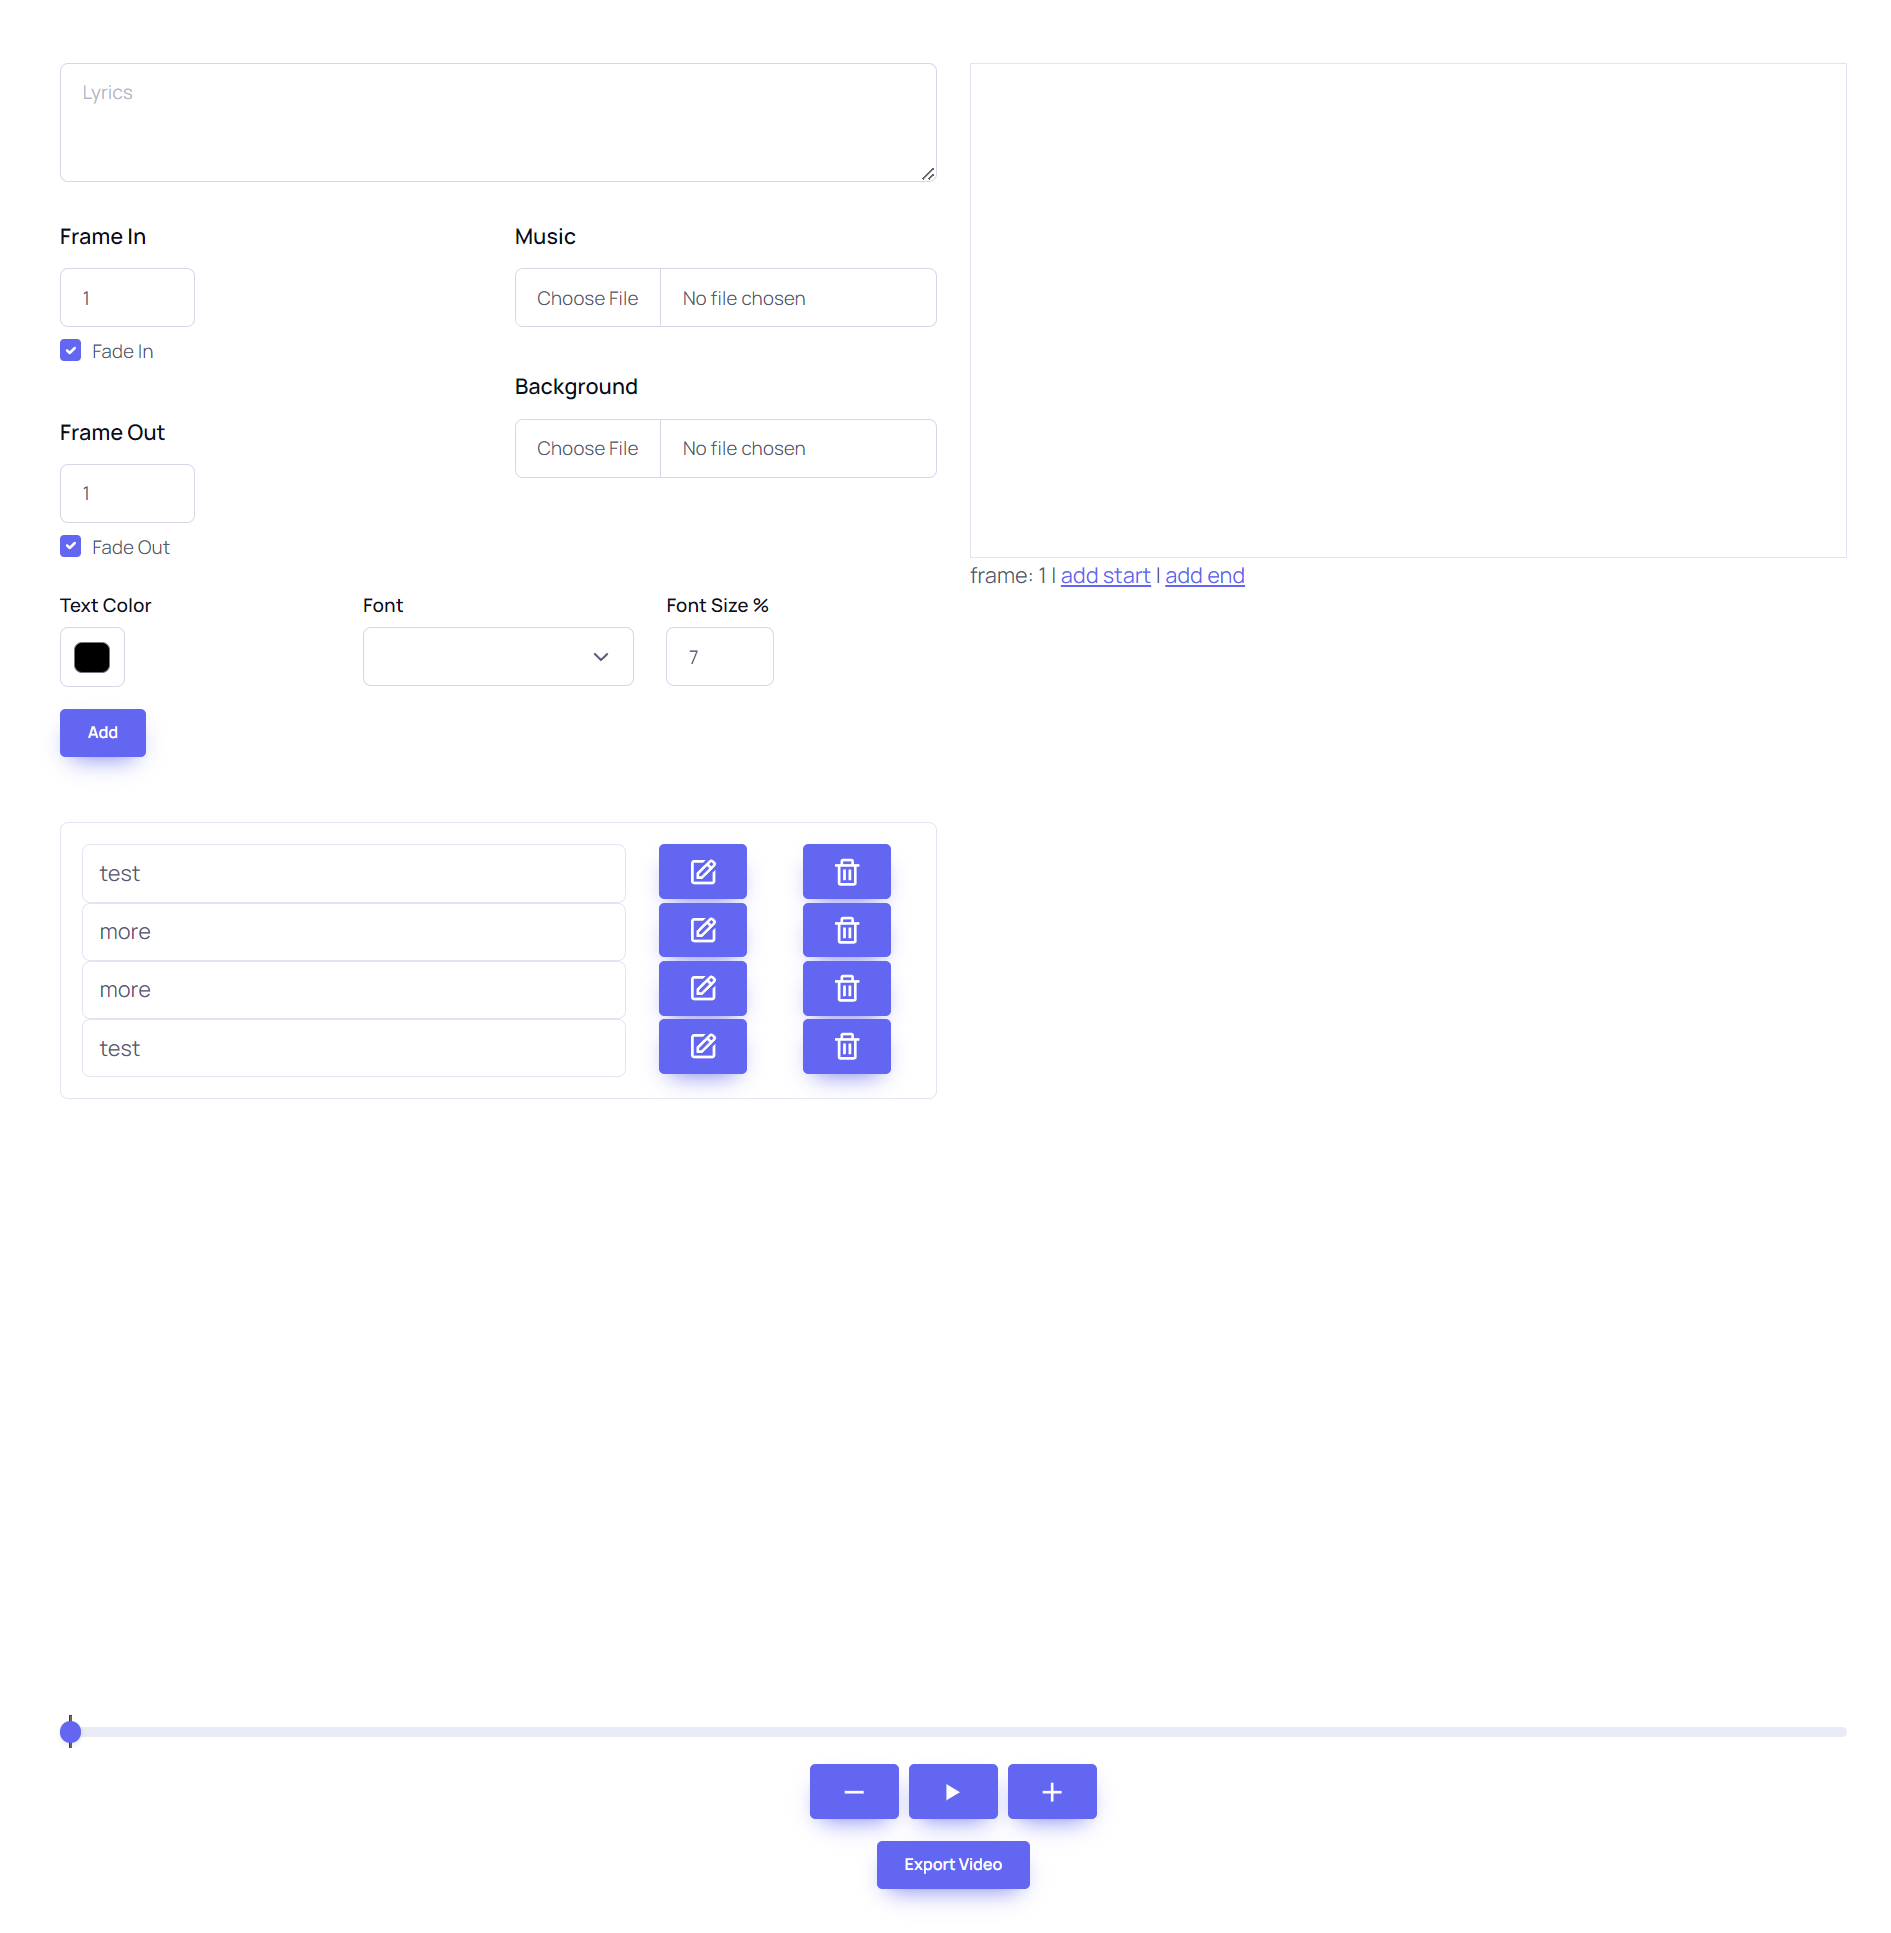 Lyrics
Frame In
1
Fade In
Frame Out
1
Fade Out
Music
Choose File No file chosen
Background
Choose File No file chosen
Text Color
Font
Font Size %
7
Add
frame: 1 | add start | add end
test
more
more
test
Export Video